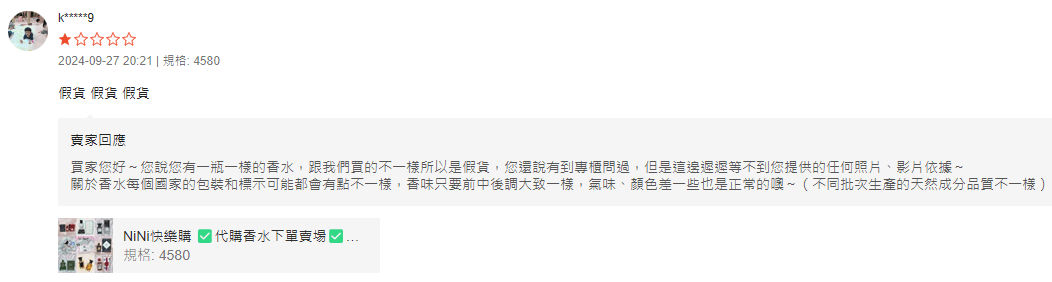 k*****9
2024-09-27 20:21 | 規格: 4580
假貨 假貨 假貨
賣家回應
買家您好～您說您有一瓶一樣的香水，跟我們買的不一樣所以是假貨，您還說有到專櫃問過，但是這邊遲遲等不到您提供的任何照片、影片依據～
關於香水每個國家的包裝和標示可能都會有點不一樣，香味只要前中後調大致一樣，氣味、顏色差一些也是正常的噢～（不同批次生產的天然成分品質不一樣）
NiNi快樂購 ✅代購香水下單賣場✅...
規格: 4580